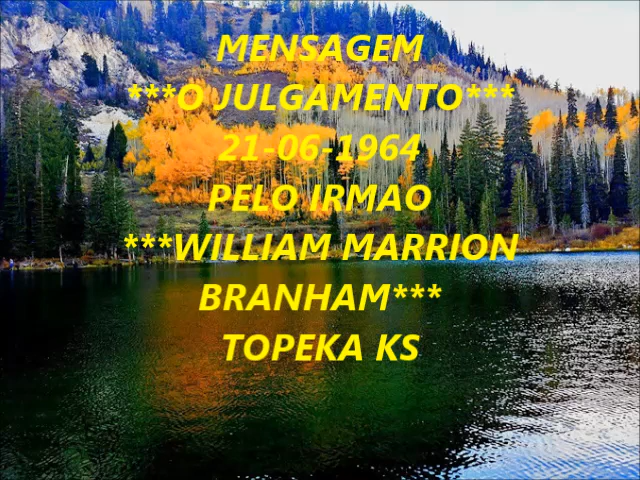 MENSAGEM
***O JULGAMENTO***
21-06-1964
PELO IRMAO
***WILLIAM MARRION
BRANHAM***
TOPEKA KS